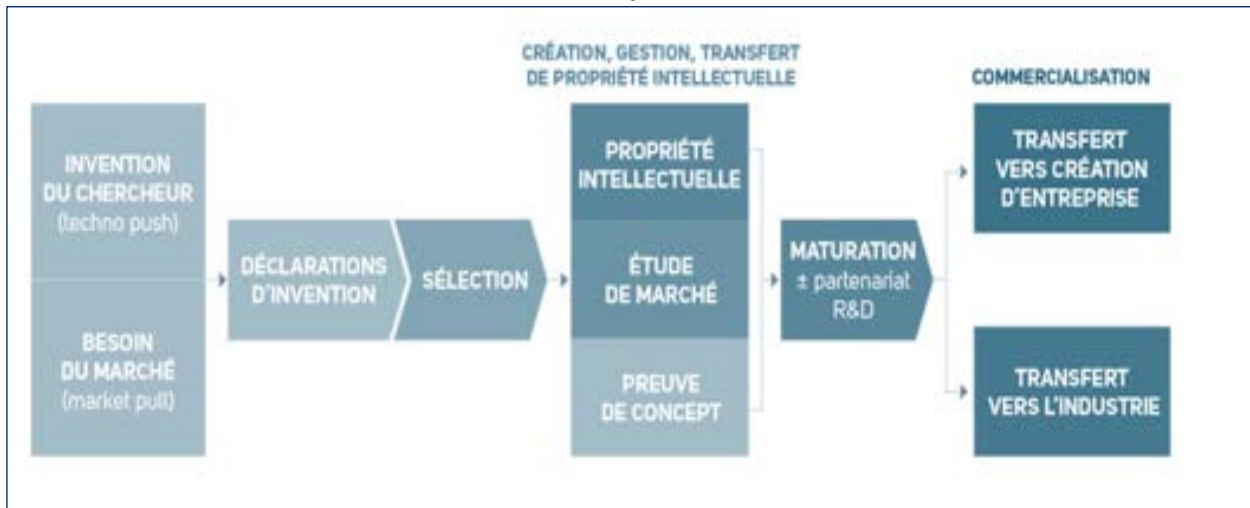 CRÉATION, GESTION, TRANSFERT
DE PROPRIÉTÉ INTELLECTUELLE
COMMERCIALISATION
INVENTION
DU CHERCHEUR
(techno push)
BESOIN
DU MARCHÉ
(market pull)
DÉCLARATIONS
D'INVENTION
SÉLECTION
PROPRIÉTÉ
INTELLECTUELLE
ÉTUDE
DE MARCHÉ
PREUVE
DE CONCEPT
MATURATION
± partenariat
R&D
TRANSFERT
VERS CRÉATION
D'ENTREPRISE
TRANSFERT
VERS L'INDUSTRIE